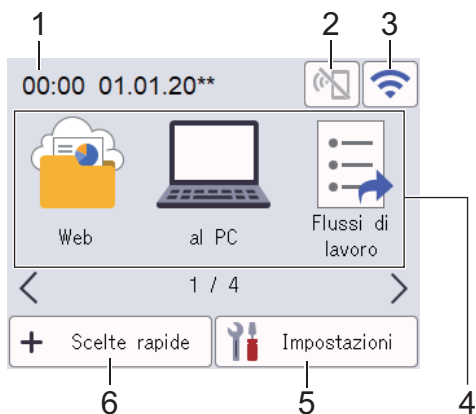 1
2
3
00:00 01.01.20**
Web
al PC
Flussi di
lavoro
1 / 4
+ Scelte rapide
Impostazioni
6
5
4